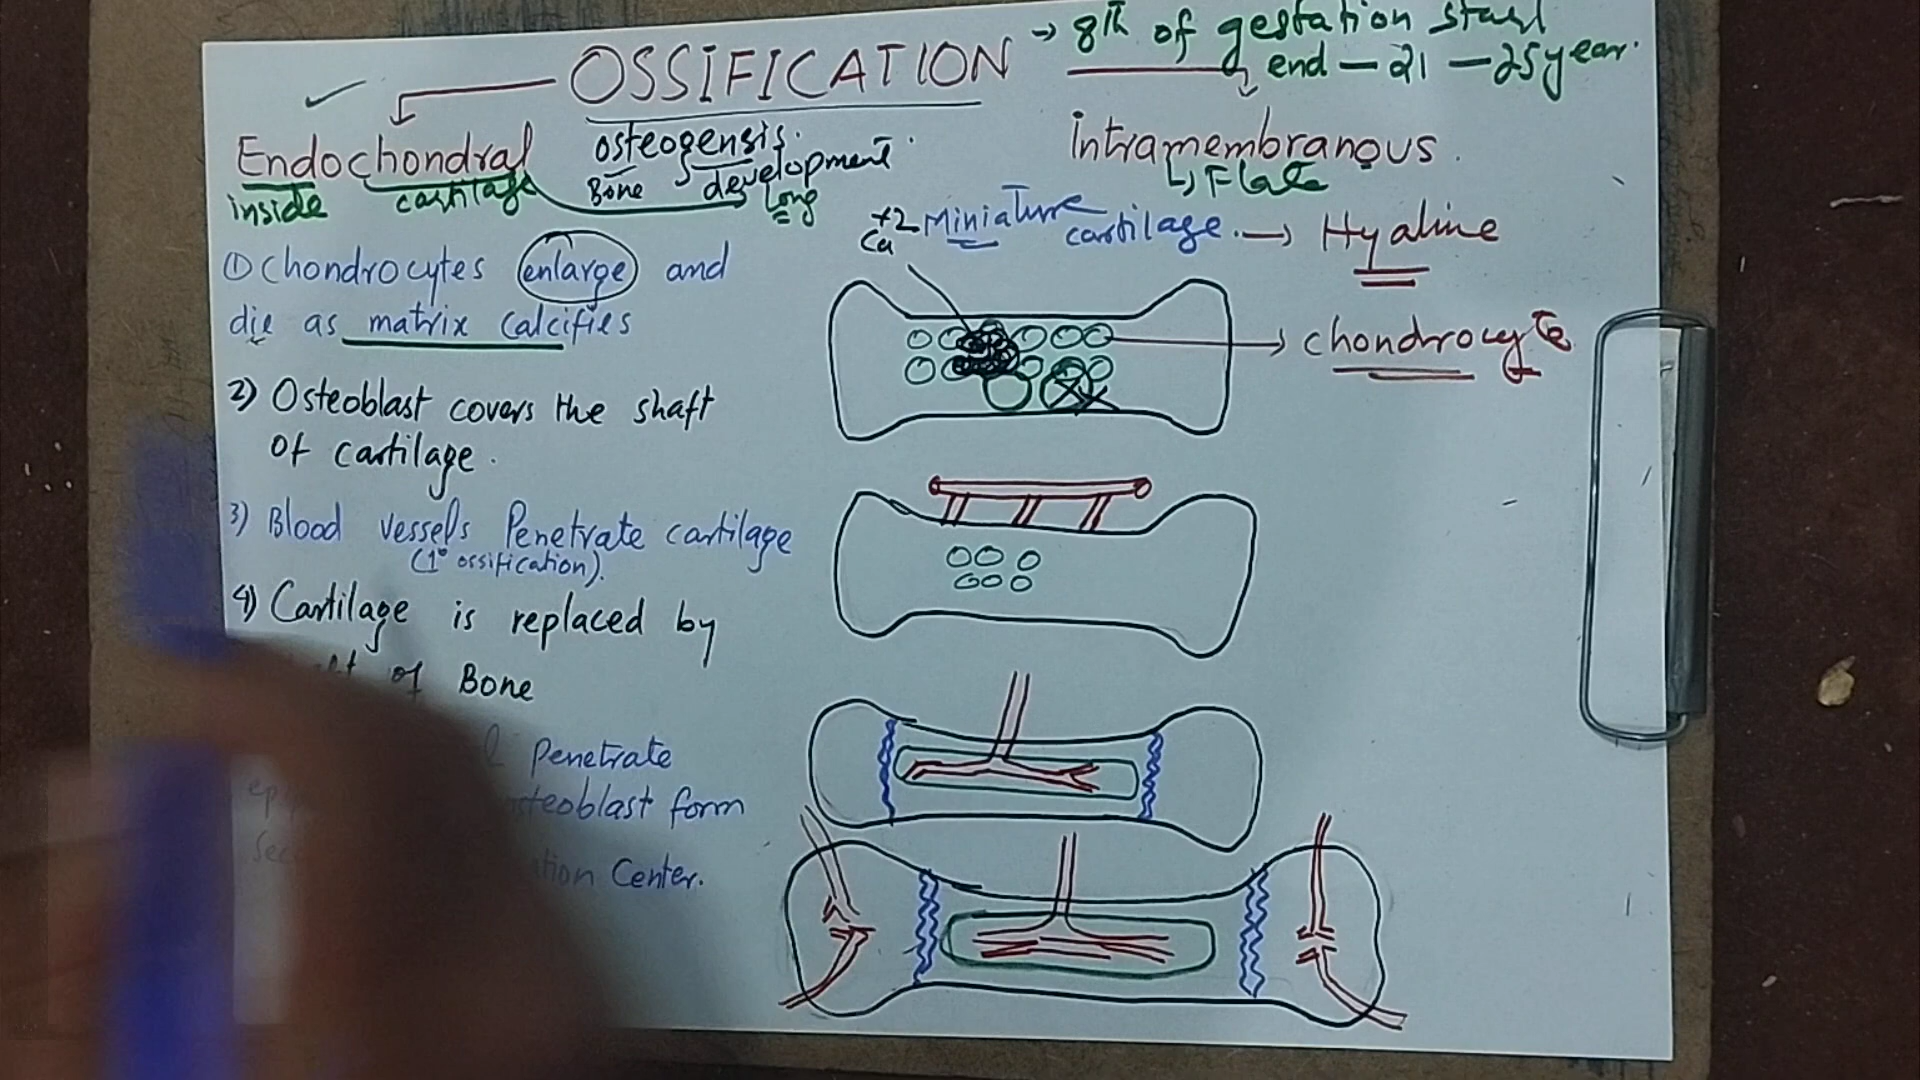 → 8th of gestation start
end — 21 — 25 year.
OSSIFICATION
Endochondral
inside cartilage
osteogensis.
Bone development
long
Intramembranous.
↳ Flate
Ca+2
Miniature cartilage. → Hyaline
① Chondrocytes enlarge and
die as matrix Calcifies
→ chondrocyte
2) Osteoblast covers the shaft
of cartilage.
3) Blood vessels Penetrate cartilage
(1° ossification).
4) Cartilage is replaced by
of Bone
penetrate
form
Center.